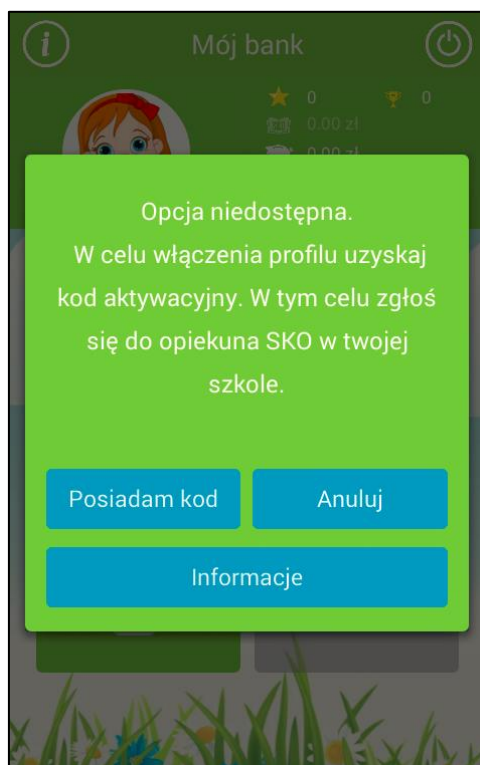 i
Mój bank
0 0
0.00 zł
0.00 zł
Opcja niedostępna.
W celu włączenia profilu uzyskaj
kod aktywacyjny. W tym celu zgłoś
się do opiekuna SKO w twojej
szkole.
Posiadam kod Anuluj
Informacje